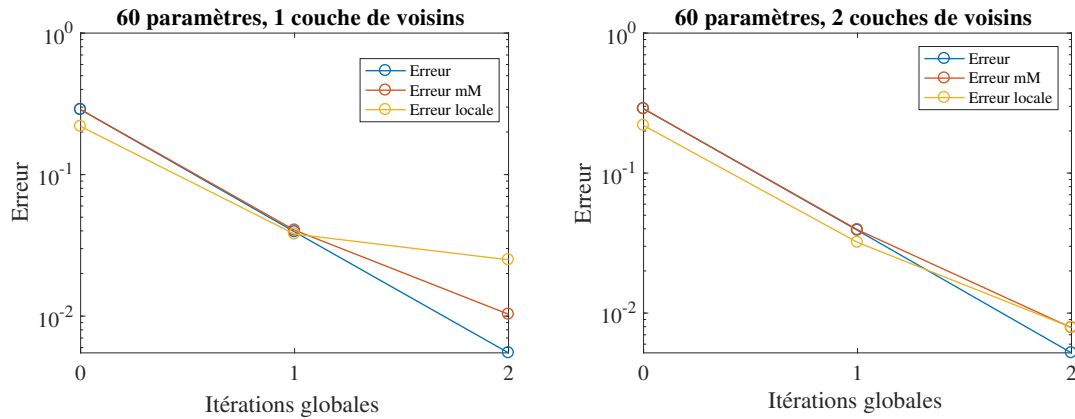 60 paramètres, 1 couche de voisins
10^0
10^-1
10^-2
Erreur
Erreur
Erreur mM
Erreur locale
0
1
2
Itérations globales
60 paramètres, 2 couches de voisins
10^0
10^-1
10^-2
Erreur
Erreur
Erreur mM
Erreur locale
0
1
2
Itérations globales